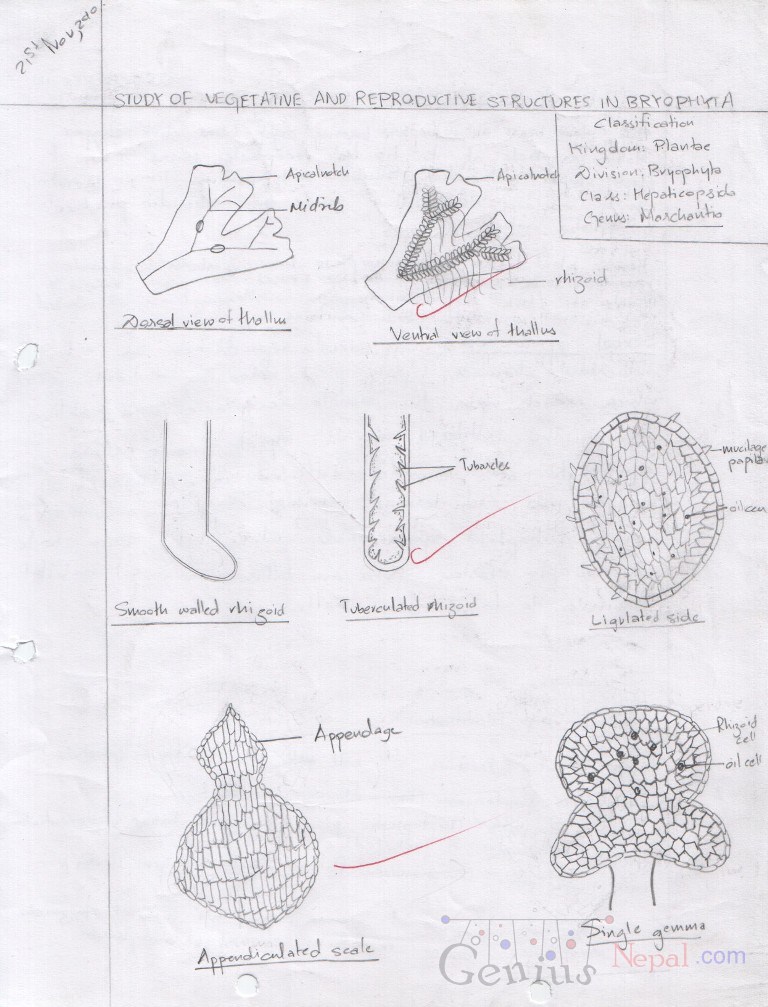 21st Nov,
STUDY OF VEGETATIVE AND REPRODUCTIVE STRUCTURES IN BRYOPHYTA
Classification
Kingdom: Plantae
Division: Bryophyta
Class: Hepaticopsida
Genus: Marchantia
Apicalnotch
Midrib
Dorsal view of thallus
Apicalnotch
rhizoid
Ventral view of thallus
Smooth walled rhizoid
Tubercles
Tuberculated rhizoid
mucilage
papilla
oil cell
Ligulated side
Appendage
Appendiculated scale
Rhizoid
cell
oil cell
Single gemma
Genius Nepal.com